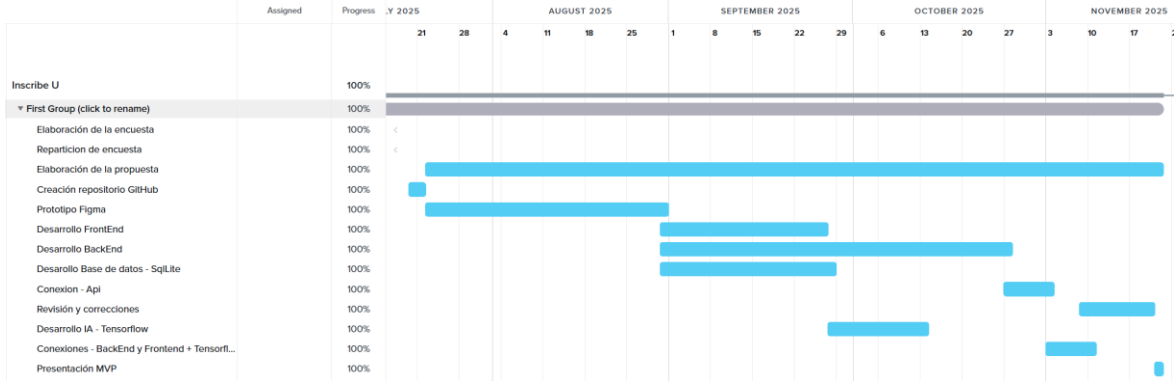 Assigned Progress .Y 2025 AUGUST 2025 SEPTEMBER 2025 OCTOBER 2025 NOVEMBER 2025
21 28 4 11 18 25 1 8 15 22 29 6 13 20 27 3 10 17 2
Inscribe U 100%
First Group (click to rename) 100%
Elaboración de la encuesta 100%
Reparticion de encuesta 100%
Elaboración de la propuesta 100%
Creación repositorio GitHub 100%
Prototipo Figma 100%
Desarrollo FrontEnd 100%
Desarrollo BackEnd 100%
Desarollo Base de datos - SqlLite 100%
Conexion - Api 100%
Revisión y correcciones 100%
Desarrollo IA - Tensorflow 100%
Conexiones - BackEnd y Frontend + Tensorfl... 100%
Presentación MVP 100%